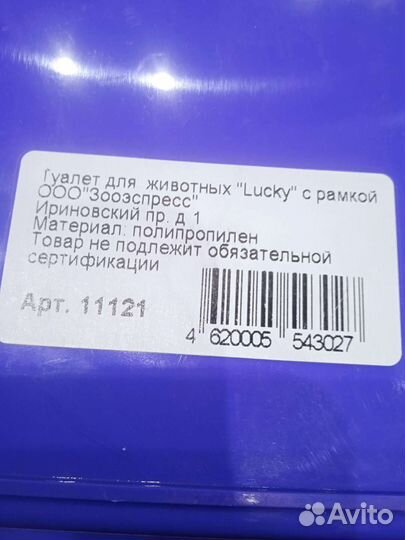 Туалет для животных "Lucky" с рамкой
ООО"Зооэспресс"
Ириновский пр. д 1
Материал: полипропилен
Товар не подлежит обязательной
сертификации
Арт. 11121
4 620005 543027
Avito